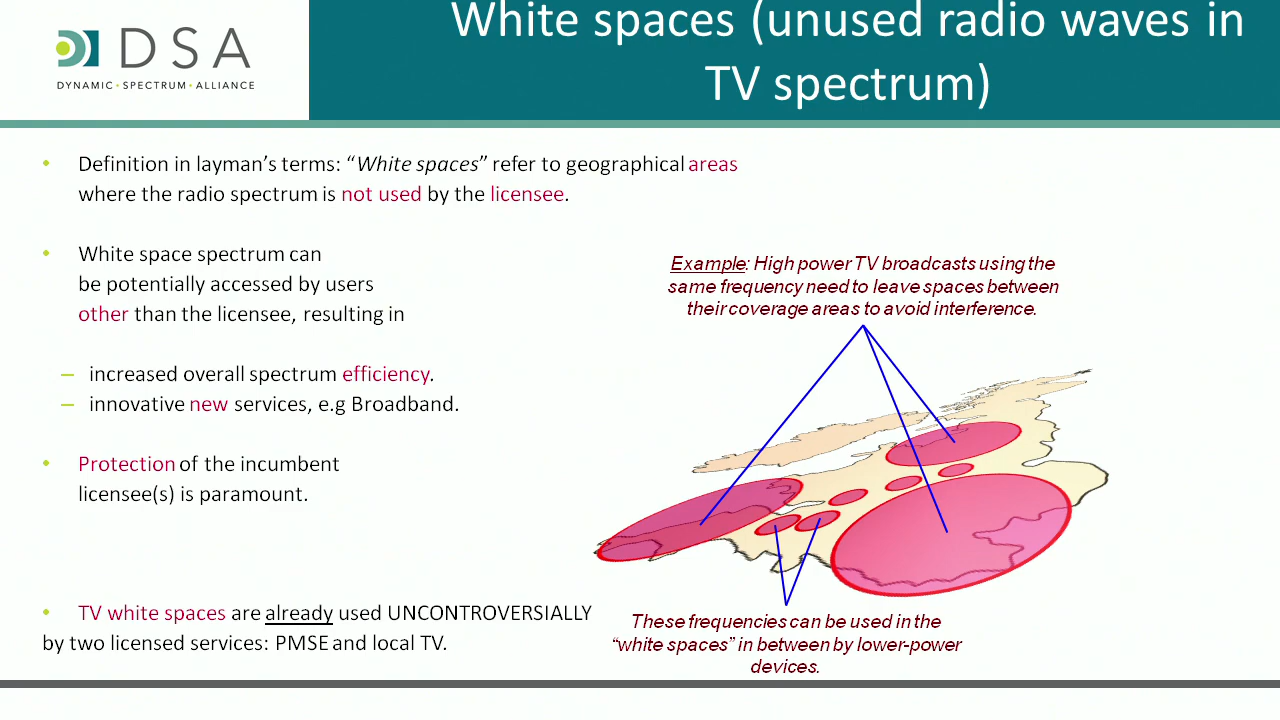 DSA
DYNAMIC • SPECTRUM • ALLIANCE
White spaces (unused radio waves in
TV spectrum)
• Definition in layman's terms: “White spaces” refer to geographical areas
where the radio spectrum is not used by the licensee.
• White space spectrum can
be potentially accessed by users
other than the licensee, resulting in
– increased overall spectrum efficiency.
– innovative new services, e.g Broadband.
• Protection of the incumbent
licensee(s) is paramount.
• TV white spaces are already used UNCONTROVERSIALLY
by two licensed services: PMSE and local TV.
Example: High power TV broadcasts using the
same frequency need to leave spaces between
their coverage areas to avoid interference.
These frequencies can be used in the
“white spaces” in between by lower-power
devices.